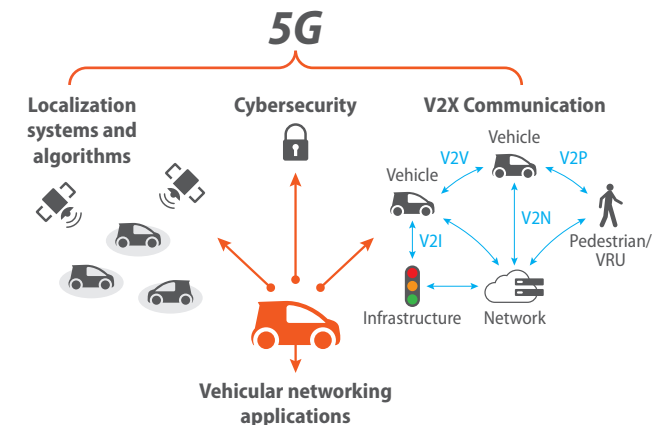 5G
Localization
systems and
algorithms
Cybersecurity
V2X Communication
Vehicle
V2V
V2P
Vehicle
V2N
V2I
Pedestrian/
VRU
Infrastructure
Network
Vehicular networking
applications